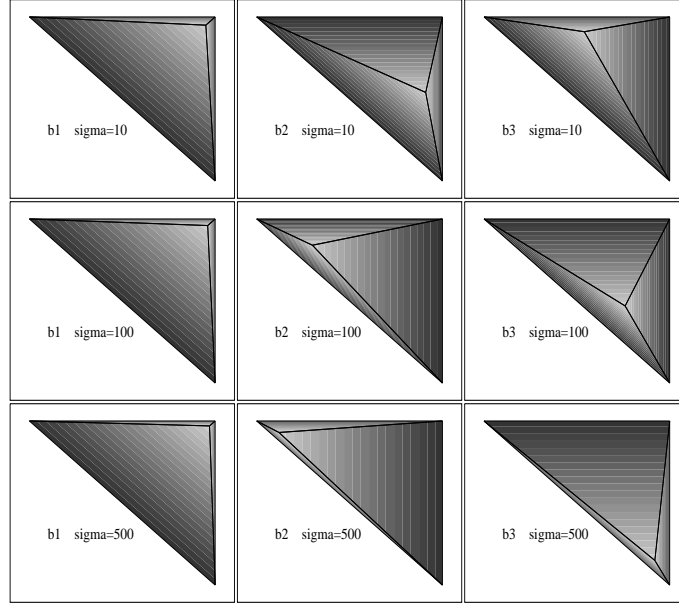 b1 sigma=10
b2 sigma=10
b3 sigma=10
b1 sigma=100
b2 sigma=100
b3 sigma=100
b1 sigma=500
b2 sigma=500
b3 sigma=500